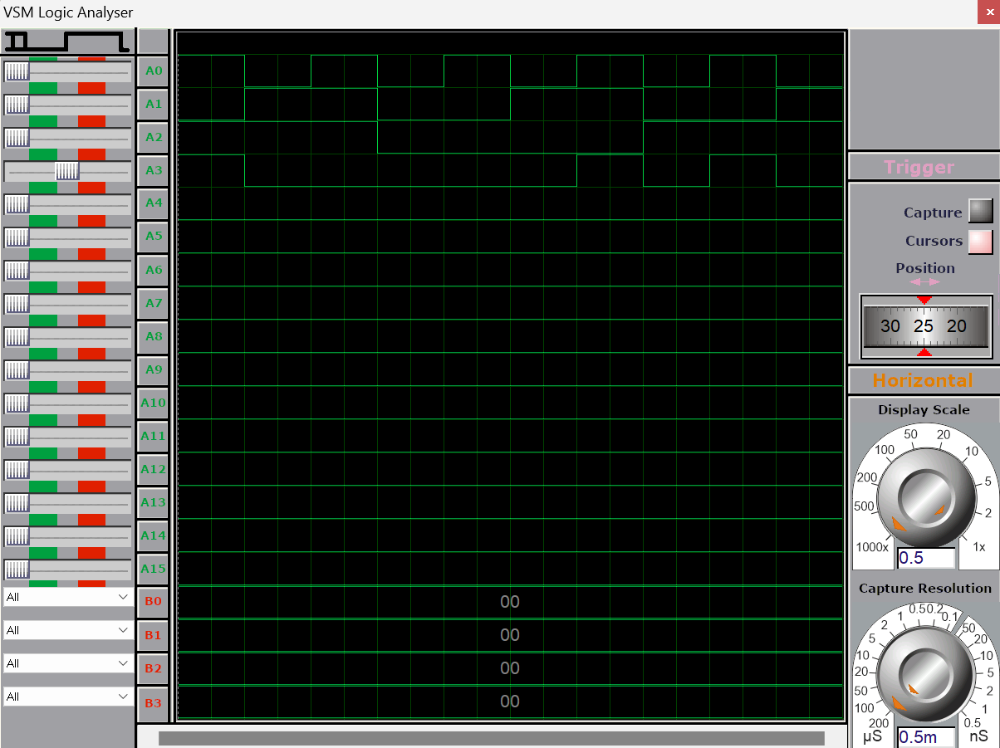 VSM Logic Analyser
A0
A1
A2
A3
A4
A5
A6
A7
A8
A9
A10
A11
A12
A13
A14
A15
All
B0
00
All
B1
00
All
B2
00
All
B3
00
Trigger
Capture
Cursors
Position
30 25 20
Horizontal
Display Scale
1000x 500 200 100 50 20 10 5 2 1x
0.5
Capture Resolution
200 100 50 20 10 5 2 1 0.5 0.2 0.1 50 20 10 5 2 1 0.5
µS nS
0.5m